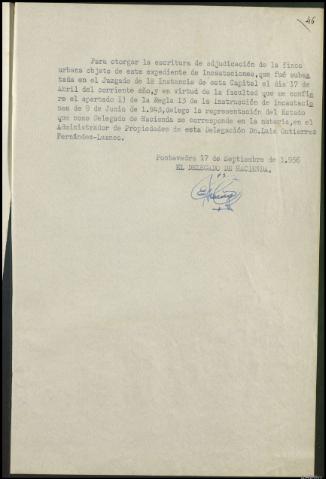 46
Para otorgar la escritura de adjudicación de la finca
urbana objeto de este expediente de Incautaciones, que fué subas
tada en el Juzgado de 1ª Instancia de esta Capital el día 17 de
Abril del corriente año, y en virtud de la facultad que me confie
re el apartado 1) de la Regla 13 de la instrucción de Incautacio
nes de 9 de Junio de 1.943, delego la representación del Estado
que como Delegado de Hacienda me corresponde en la notaria, en el
Administrador de Propiedades de esta Delegación Dn. Luis Gutierrez
Fernández-Luanco.
Pontevedra 17 de Septiembre de 1.956
EL DELEGADO DE HACIENDA.